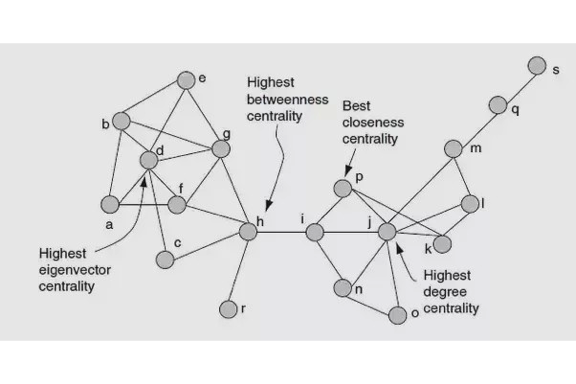 s
e
Highest
betweenness
centrality
Best
closeness
centrality
q
b
g
m
d
p
f
l
a
h
i
j
k
c
Highest
eigenvector
centrality
Highest
degree
centrality
n
r
o